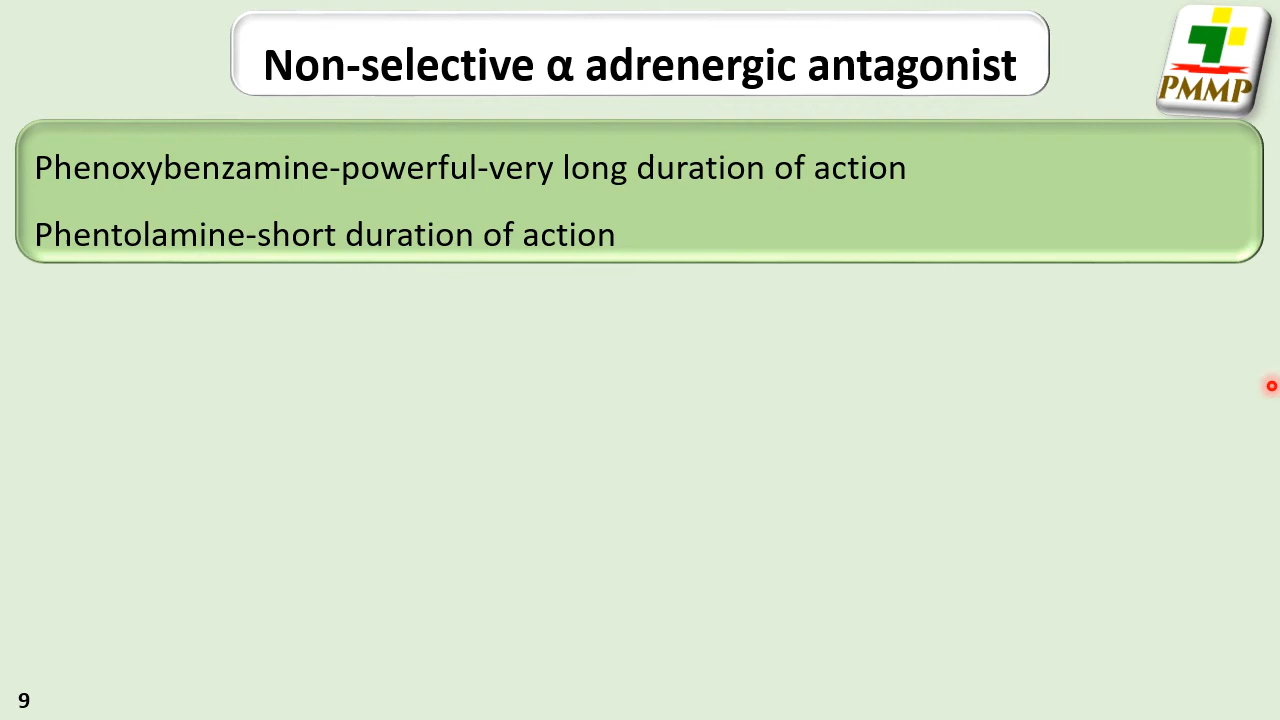 Non-selective α adrenergic antagonist
PMMP
Phenoxybenzamine-powerful-very long duration of action
Phentolamine-short duration of action
9